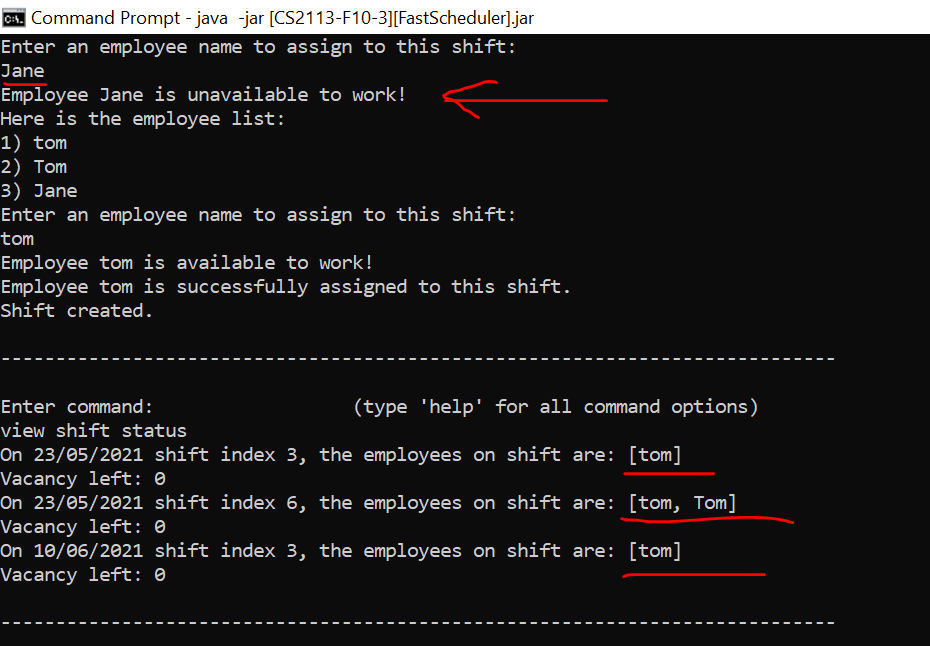 Command Prompt - java -jar [CS2113-F10-3][FastScheduler].jar
Enter an employee name to assign to this shift:
Jane
Employee Jane is unavailable to work!
Here is the employee list:
1) tom
2) Tom
3) Jane
Enter an employee name to assign to this shift:
tom
Employee tom is available to work!
Employee tom is successfully assigned to this shift.
Shift created.
----------------------------------------------------------------------------
Enter command: (type 'help' for all command options)
view shift status
On 23/05/2021 shift index 3, the employees on shift are: [tom]
Vacancy left: 0
On 23/05/2021 shift index 6, the employees on shift are: [tom, Tom]
Vacancy left: 0
On 10/06/2021 shift index 3, the employees on shift are: [tom]
Vacancy left: 0
----------------------------------------------------------------------------